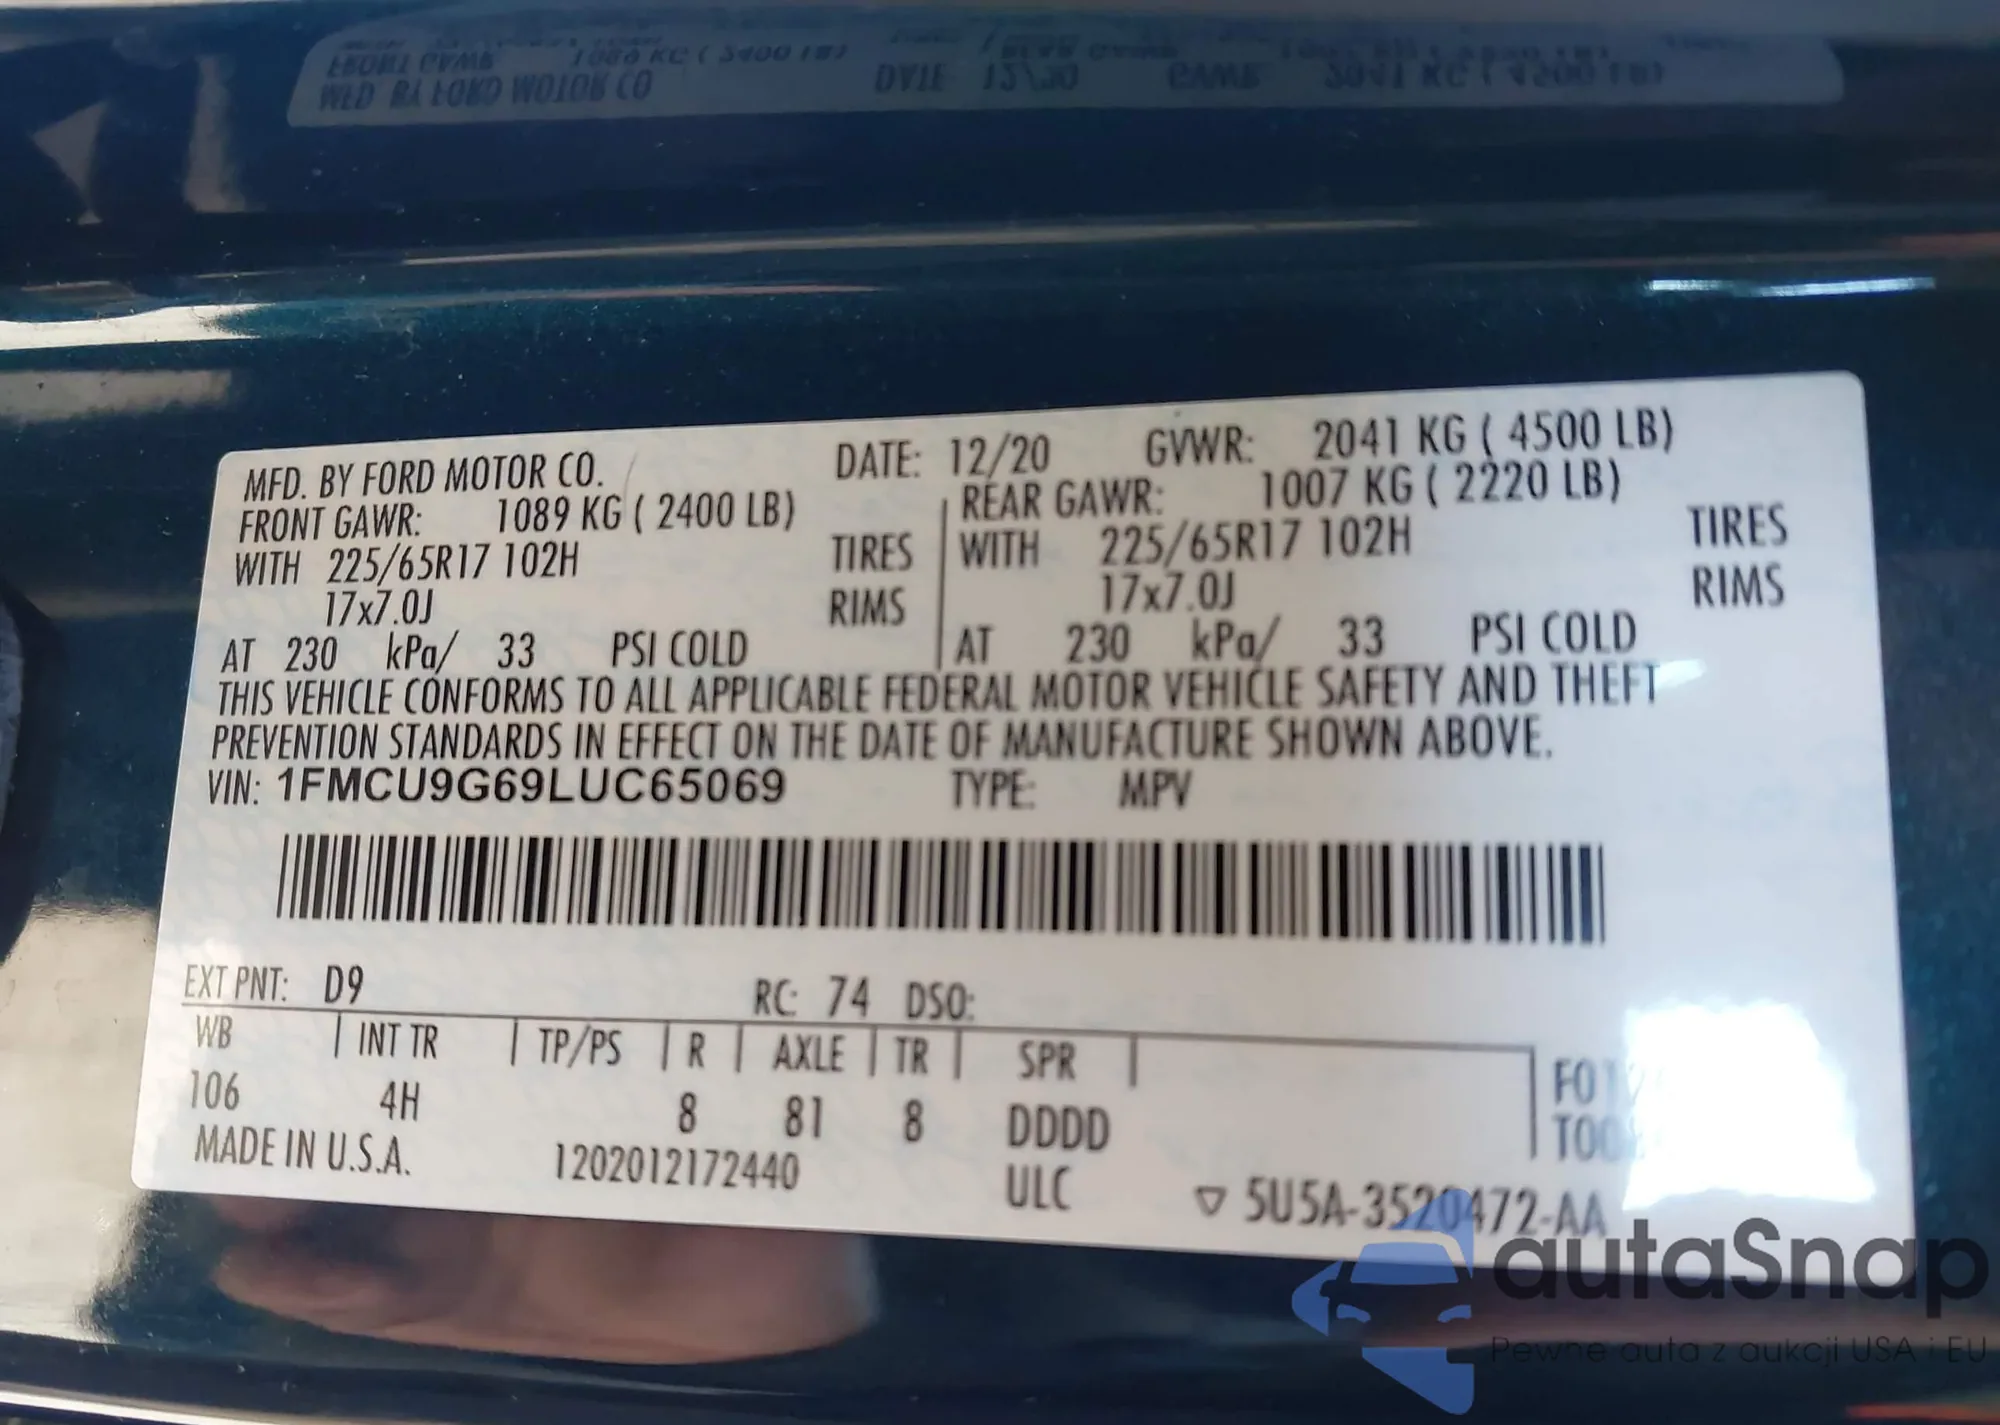 MFD. BY FORD MOTOR CO. DATE: 12/20 GVWR: 2041 KG ( 4500 LB)
FRONT GAWR: 1089 KG ( 2400 LB) REAR GAWR: 1007 KG ( 2220 LB)
WITH 225/65R17 102H TIRES WITH 225/65R17 102H TIRES
17x7.0J RIMS 17x7.0J RIMS
AT 230 kPa/ 33 PSI COLD AT 230 kPa/ 33 PSI COLD
THIS VEHICLE CONFORMS TO ALL APPLICABLE FEDERAL MOTOR VEHICLE SAFETY AND THEFT
PREVENTION STANDARDS IN EFFECT ON THE DATE OF MANUFACTURE SHOWN ABOVE.
VIN: 1FMCU9G69LUC65069 TYPE: MPV
EXT PNT: D9 RC: 74 DSO:
WB INT TR TP/PS R AXLE TR SPR
106 4H 8 81 8 DDDD
MADE IN U.S.A. 1202012172440 ULC ▽ 5U5A-3520472-AA
autaSnap
Pewne auta z aukcji USA i EU